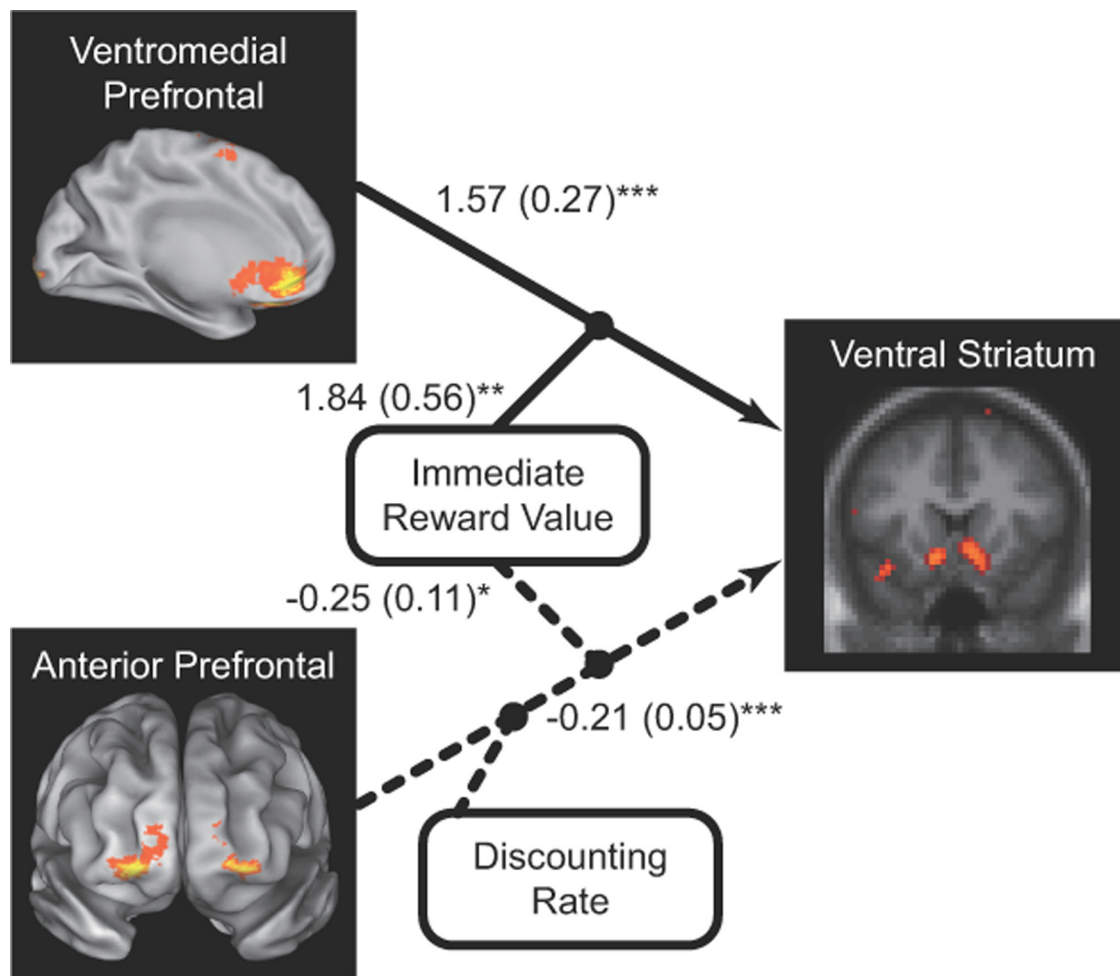 Ventromedial
Prefrontal
1.57 (0.27)***
Ventral Striatum
1.84 (0.56)**
Immediate
Reward Value
-0.25 (0.11)*
Anterior Prefrontal
-0.21 (0.05)***
Discounting
Rate